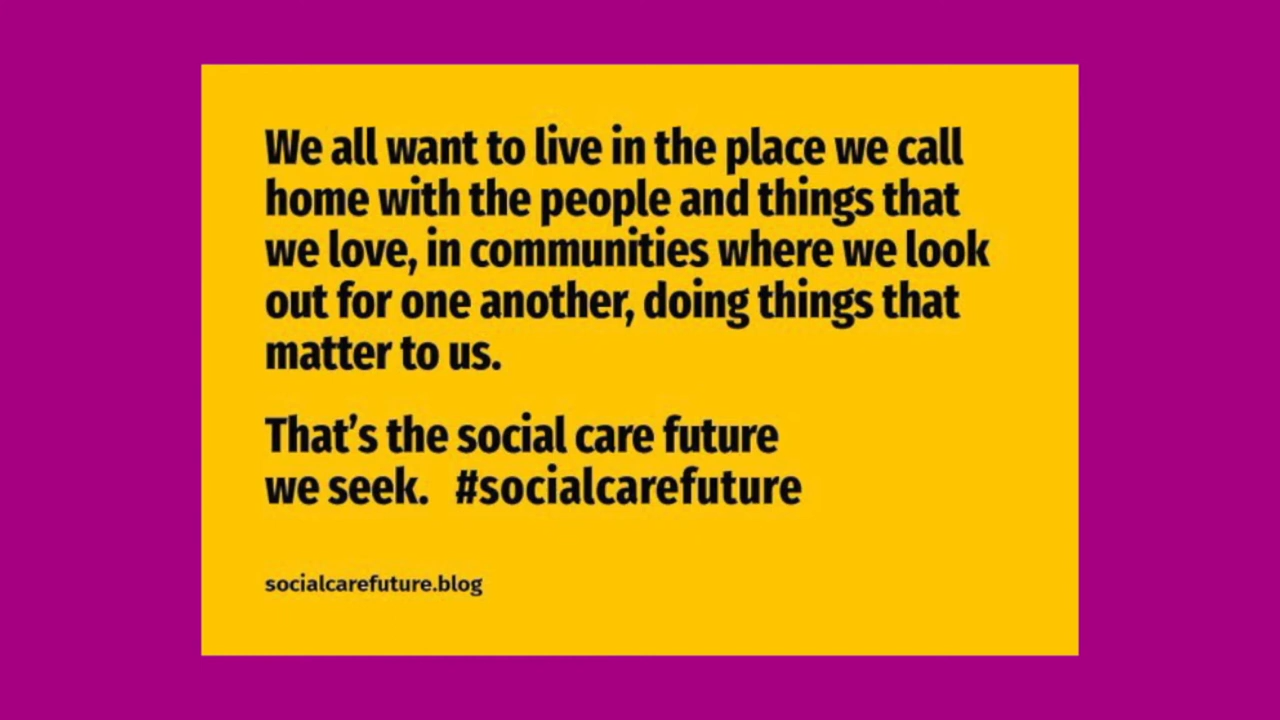 We all want to live in the place we call
home with the people and things that
we love, in communities where we look
out for one another, doing things that
matter to us.
That’s the social care future
we seek. #socialcarefuture
socialcarefuture.blog